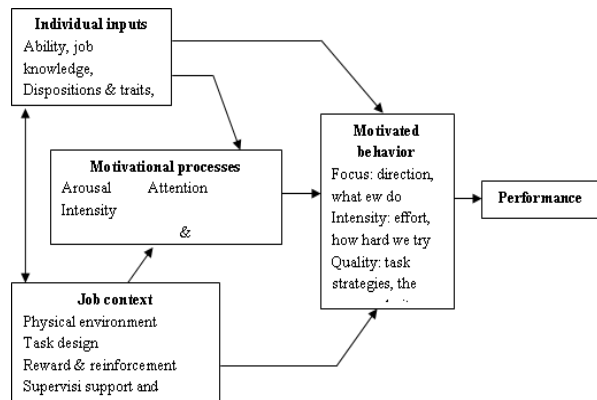 Individual inputs
Ability, job
knowledge,
Dispositions & traits,
Motivational processes
Arousal Attention
Intensity
&
Motivated
behavior
Focus: direction,
what ew do
Intensity: effort,
how hard we try
Quality: task
strategies, the
Performance
Job context
Physical environment
Task design
Reward & reinforcement
Supervisi support and